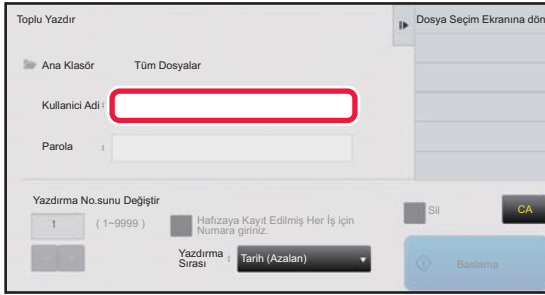 Toplu Yazdır
Dosya Seçim Ekranına dön
Ana Klasör Tüm Dosyalar
Kullanici Adi :
Parola :
Yazdırma No.sunu Değiştir
1 ( 1~9999 )
Hafızaya Kayıt Edilmiş Her İş için
Numara giriniz.
Sil
CA
Yazdırma
Sırası : Tarih (Azalan)
Baslama